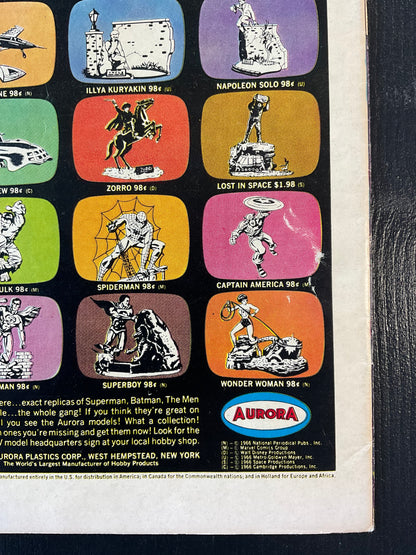 NE 98¢ (N)
ILLYA KURYAKIN 98¢ (U)
NAPOLEON SOLO 98¢ (U)
EW 98¢ (C)
ZORRO 98¢ (D)
LOST IN SPACE $1.98 (S)
ULK 98¢ (M)
SPIDERMAN 98¢ (M)
CAPTAIN AMERICA 98¢ (M)
MAN 98¢ (N)
SUPERBOY 98¢ (N)
WONDER WOMAN 98¢ (N)
ere...exact replicas of Superman, Batman, The Men
le...the whole gang! If you think they're great on
il you see the Aurora models! What a collection!
h ones you're missing and get them now! Look for the
V model headquarters sign at your local hobby shop.
URORA PLASTICS CORP., WEST HEMPSTEAD, NEW YORK
The World's Largest Manufacturer of Hobby Products
AURORA
(N) — © 1966 National Periodical Pubs., Inc.
(M) — © 1966 Marvel Comics Group
(D) — © Walt Disney Productions
(U) — © 1966 Metro-Goldwyn Mayer, Inc.
(S) — © 1966 Space Productions
(C) — © 1966 Cambridge Productions, Inc.
manufactured entirely in the U.S. for distribution in America; in Canada for the Commonwealth nations; and in Holland for Europe and Africa.